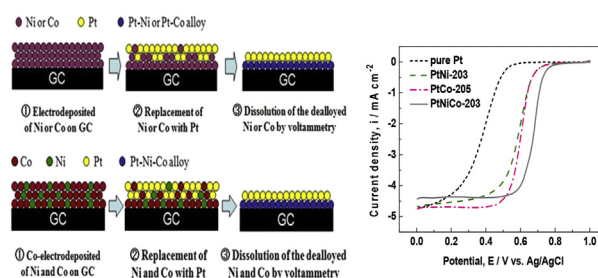 Ni or Co Pt Pt-Ni or Pt-Co alloy
GC GC GC
① Electrodeposited of Ni or Co on GC
② Replacement of Ni or Co with Pt
③ Dissolution of the dealloyed Ni or Co by voltammetry
Co Ni Pt Pt-Ni-Co alloy
GC GC GC
① Co-electrodeposited of Ni and Co on GC
② Replacement of Ni and Co with Pt
③ Dissolution of the dealloyed Ni and Co by voltammetry
Current density, i / mA cm⁻²
0
-1
-2
-3
-4
-5
pure Pt
PtNi-203
PtCo-205
PtNiCo-203
0.0 0.2 0.4 0.6 0.8 1.0
Potential, E / V vs. Ag/AgCl